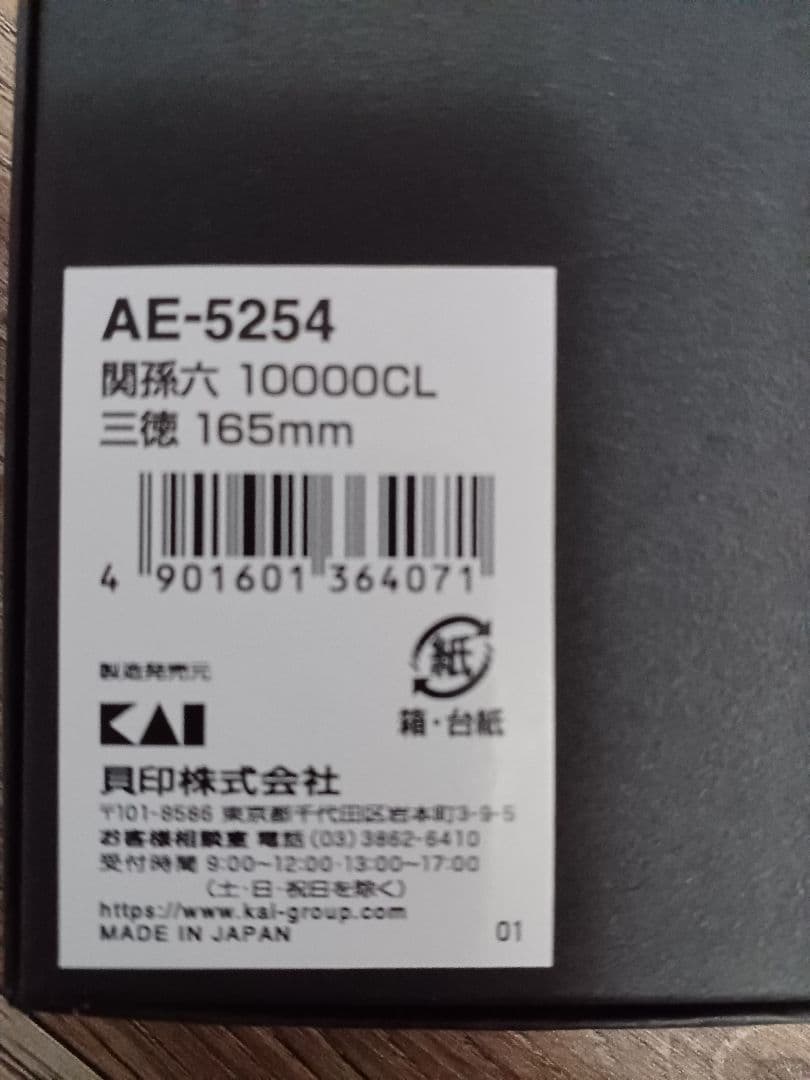 AE-5254
関孫六 10000CL
三徳 165mm
4 901601 364071
紙
箱・台紙
製造発売元
KAI
貝印株式会社
〒101-8586 東京都千代田区岩本町3-9-5
お客様相談室 電話(03)3862-6410
受付時間 9:00~12:00・13:00~17:00
(土・日・祝日を除く)
https://www.kai-group.com
MADE IN JAPAN 01